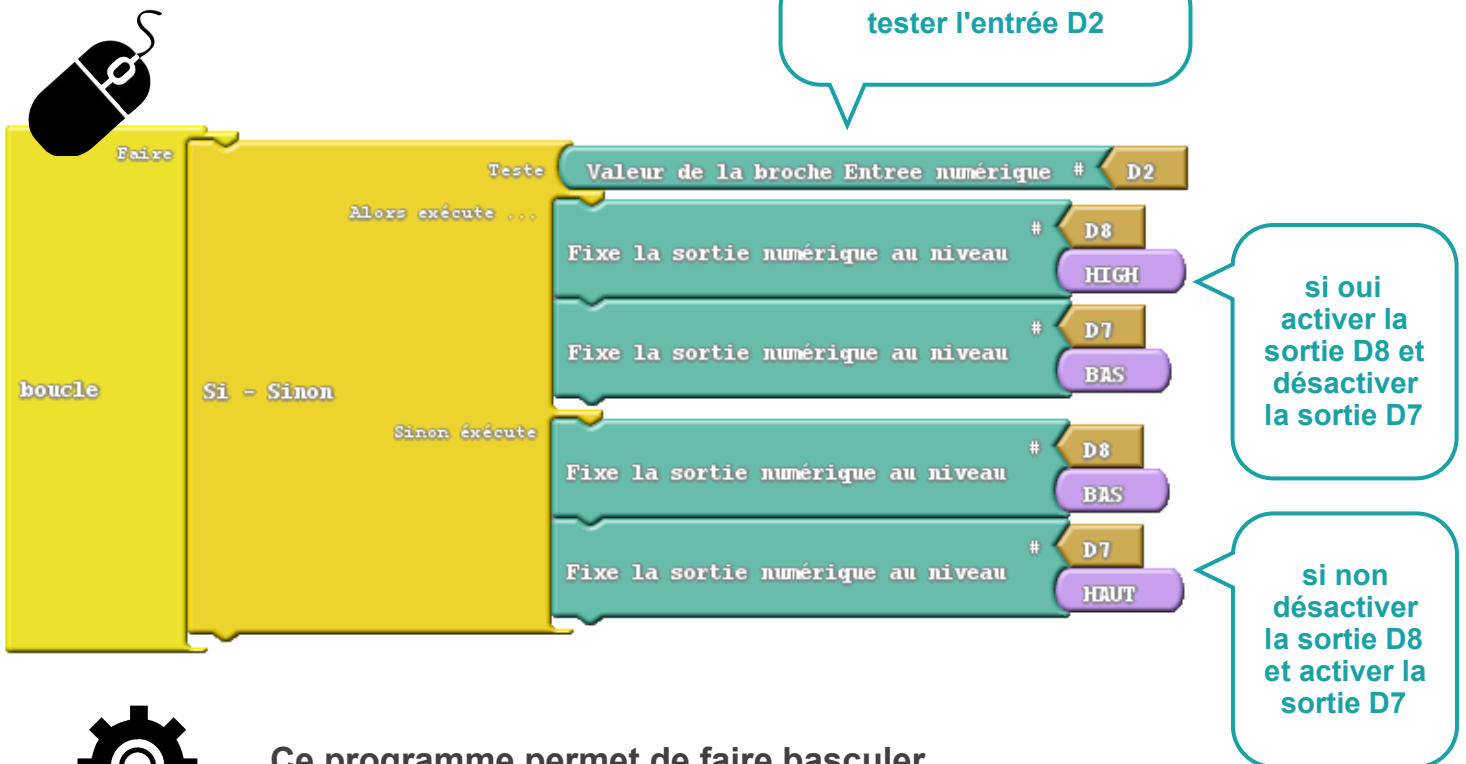 tester l'entrée D2
Faire
Teste
Valeur de la broche Entree numérique # D2
Alors exécute ...
# D8
Fixe la sortie numérique au niveau
HIGH
# D7
Fixe la sortie numérique au niveau
BAS
si oui
activer la
sortie D8 et
désactiver
la sortie D7
boucle
Si - Sinon
Sinon éxécute
# D8
Fixe la sortie numérique au niveau
BAS
# D7
Fixe la sortie numérique au niveau
HAUT
si non
désactiver
la sortie D8
et activer la
sortie D7
Ce programme permet de faire basculer